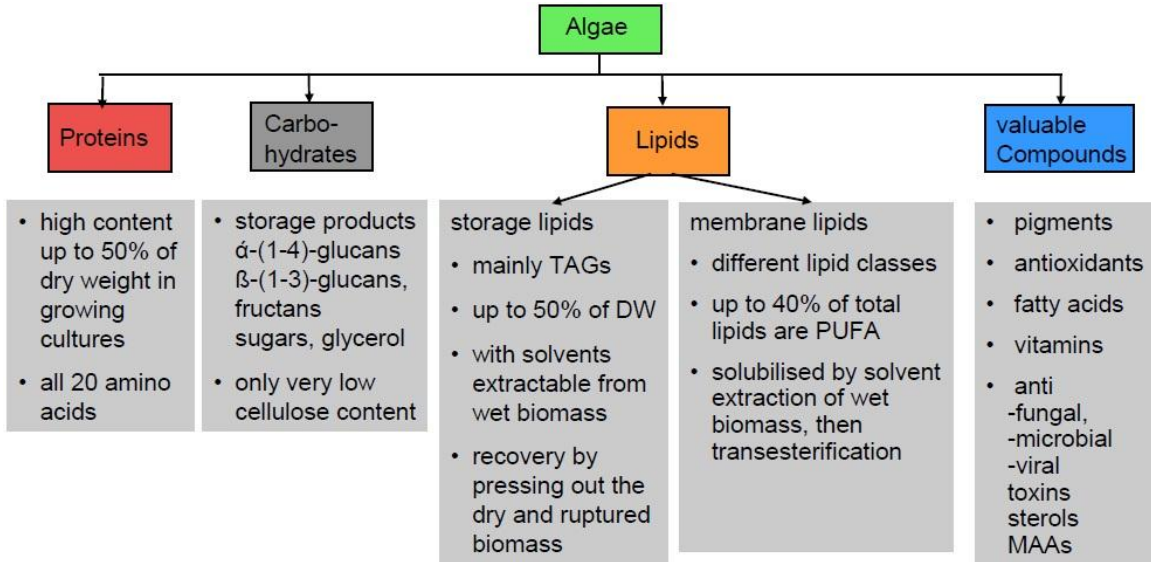 Algae
Proteins
Carbo-
hydrates
Lipids
valuable
Compounds
• high content
up to 50% of
dry weight in
growing
cultures
• all 20 amino
acids
• storage products
ά-(1-4)-glucans
ß-(1-3)-glucans,
fructans
sugars, glycerol
• only very low
cellulose content
storage lipids
• mainly TAGs
• up to 50% of DW
• with solvents
extractable from
wet biomass
• recovery by
pressing out the
dry and ruptured
biomass
membrane lipids
• different lipid classes
• up to 40% of total
lipids are PUFA
• solubilised by solvent
extraction of wet
biomass, then
transesterification
• pigments
• antioxidants
• fatty acids
• vitamins
• anti
-fungal,
-microbial
-viral
toxins
sterols
MAAs